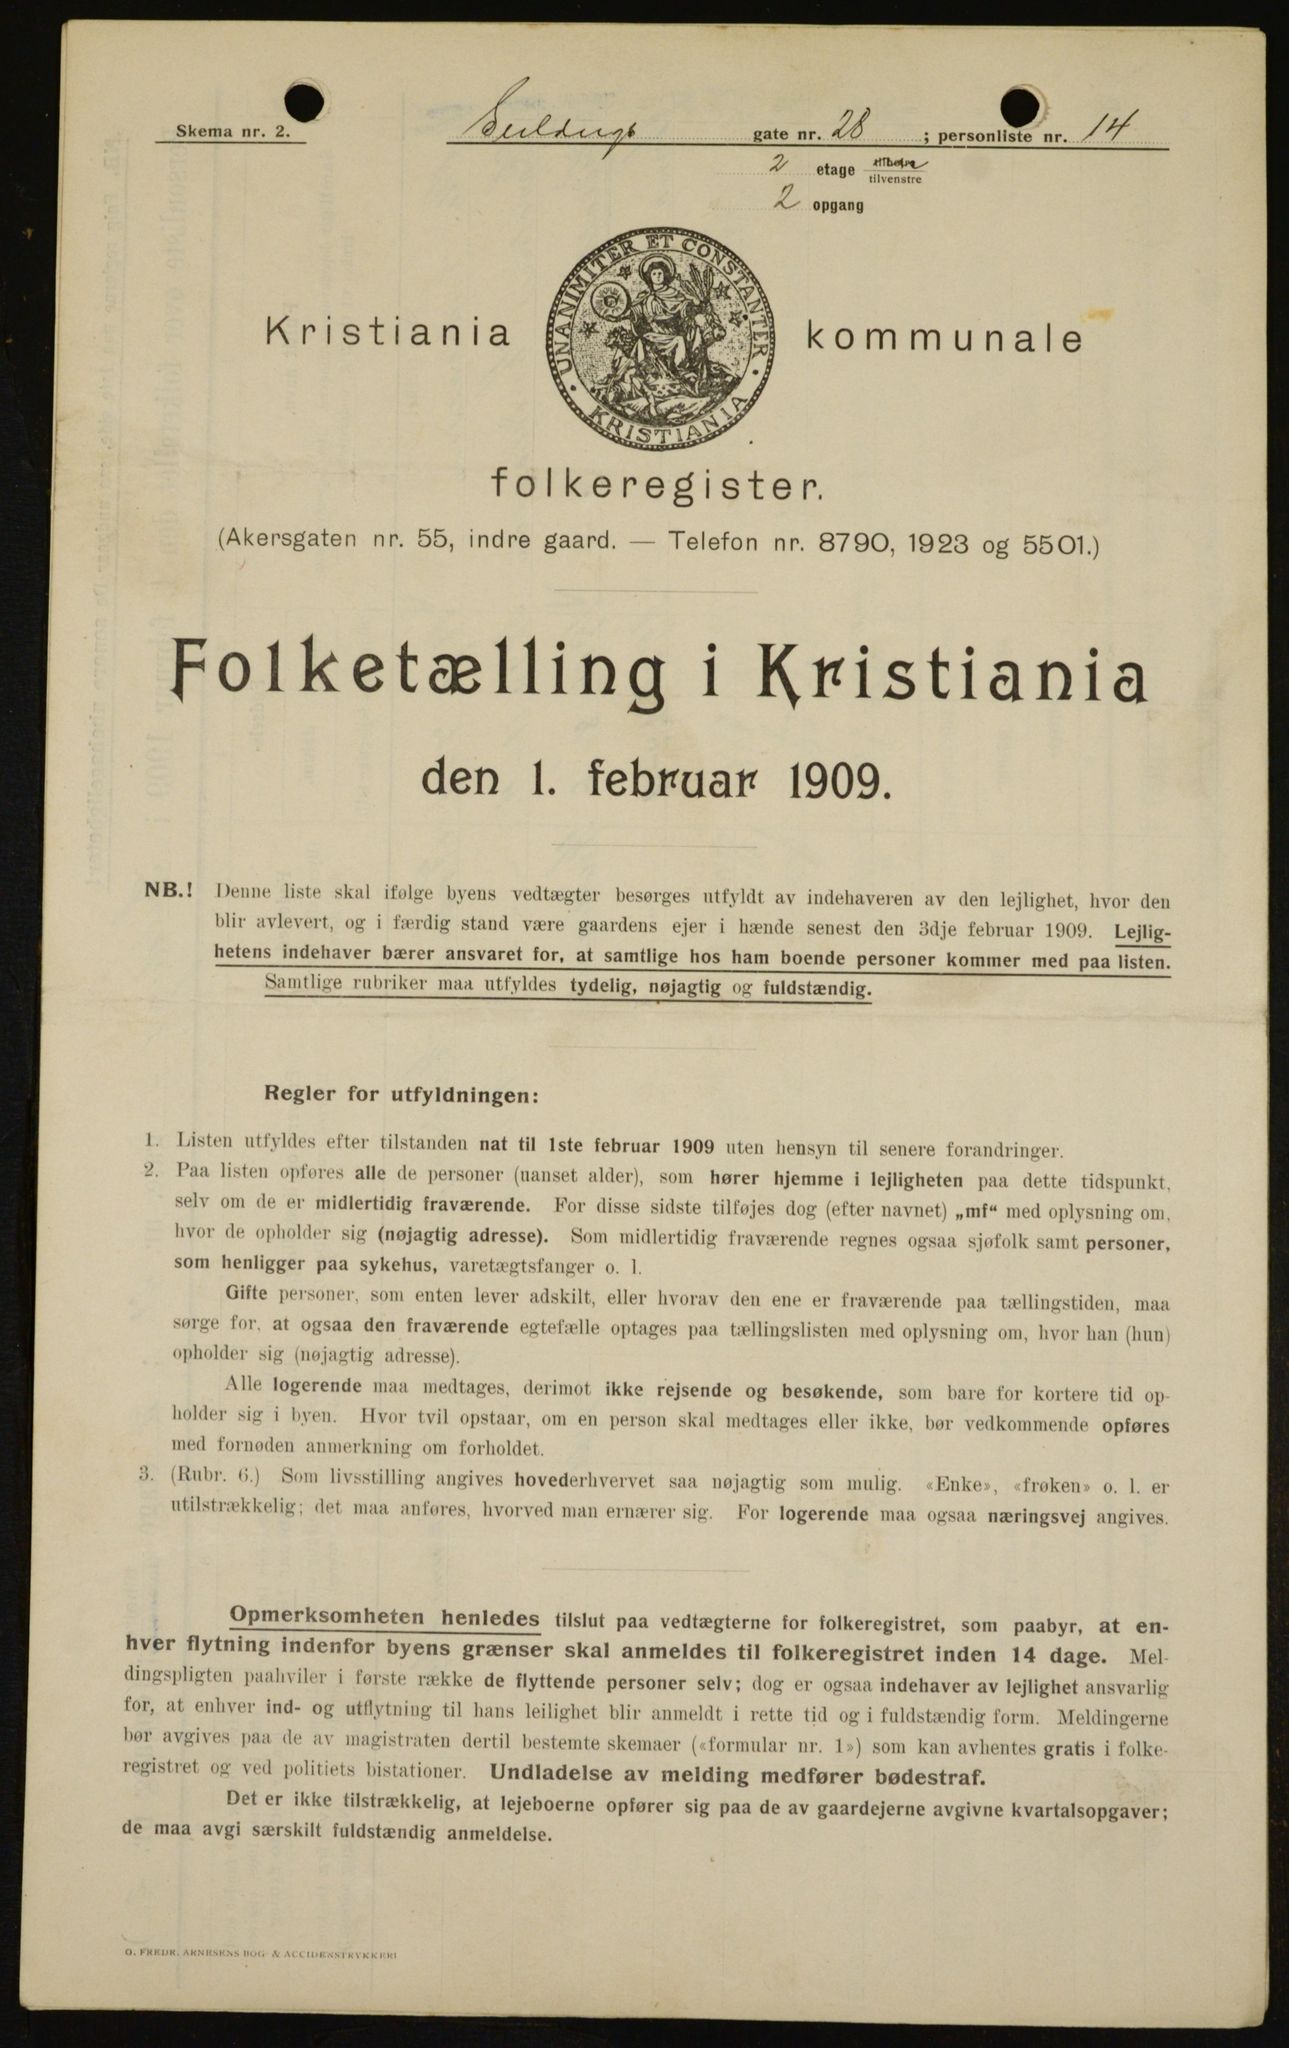 Skema nr. 2.
Guldbergs gate nr. 28 ; personliste nr. 14
2 etage tilhøire
tilvenstre
2 opgang
UNANIMITER ET CONSTANTER
KRISTIANIA
Kristiania kommunale
folkeregister.
(Akersgaten nr. 55, indre gaard. — Telefon nr. 8790, 1923 og 5501.)
Folketælling i Kristiania
den 1. februar 1909.
NB.! Denne liste skal ifølge byens vedtægter besørges utfyldt av indehaveren av den lejlighet, hvor den
blir avlevert, og i færdig stand være gaardens ejer i hænde senest den 3dje februar 1909. Lejlig-
hetens indehaver bærer ansvaret for, at samtlige hos ham boende personer kommer med paa listen.
Samtlige rubriker maa utfyldes tydelig, nøjagtig og fuldstændig.
Regler for utfyldningen:
1. Listen utfyldes efter tilstanden nat til 1ste februar 1909 uten hensyn til senere forandringer.
2. Paa listen opføres alle de personer (uanset alder), som hører hjemme i lejligheten paa dette tidspunkt,
selv om de er midlertidig fraværende. For disse sidste tilføjes dog (efter navnet) „mf“ med oplysning om,
hvor de opholder sig (nøjagtig adresse). Som midlertidig fraværende regnes ogsaa sjøfolk samt personer,
som henligger paa sykehus, varetægtsfanger o. l.
Gifte personer, som enten lever adskilt, eller hvorav den ene er fraværende paa tællingstiden, maa
sørge for, at ogsaa den fraværende egtefælle optages paa tællingslisten med oplysning om, hvor han (hun)
opholder sig (nøjagtig adresse).
Alle logerende maa medtages, derimot ikke rejsende og besøkende, som bare for kortere tid op-
holder sig i byen. Hvor tvil opstaar, om en person skal medtages eller ikke, bør vedkommende opføres
med fornøden anmerkning om forholdet.
3. (Rubr. 6.) Som livsstilling angives hovederhvervet saa nøjagtig som mulig. «Enke», «frøken» o. l. er
utilstrækkelig; det maa anføres, hvorved man ernærer sig. For logerende maa ogsaa næringsvej angives.
Opmerksomheten henledes tilslut paa vedtægterne for folkeregistret, som paabyr, at en-
hver flytning indenfor byens grænser skal anmeldes til folkeregistret inden 14 dage. Mel-
dingspligten paahviler i første række de flyttende personer selv; dog er ogsaa indehaver av lejlighet ansvarlig
for, at enhver ind- og utflytning til hans leilighet blir anmeldt i rette tid og i fuldstændig form. Meldingerne
bør avgives paa de av magistraten dertil bestemte skemaer («formular nr. 1») som kan avhentes gratis i folke-
registret og ved politiets bistationer. Undladelse av melding medfører bødestraf.
Det er ikke tilstrækkelig, at lejeboerne opfører sig paa de av gaardejerne avgivne kvartalsopgaver;
de maa avgi særskilt fuldstændig anmeldelse.
O. FREDR. ARNESENS BOG- & ACCIDENSTRYKKERI